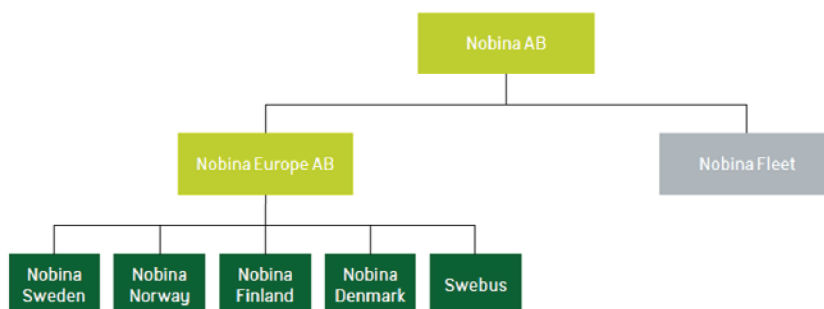 Nobina AB
Nobina Europe AB
Nobina Fleet
Nobina
Sweden
Nobina
Norway
Nobina
Finland
Nobina
Denmark
Swebus